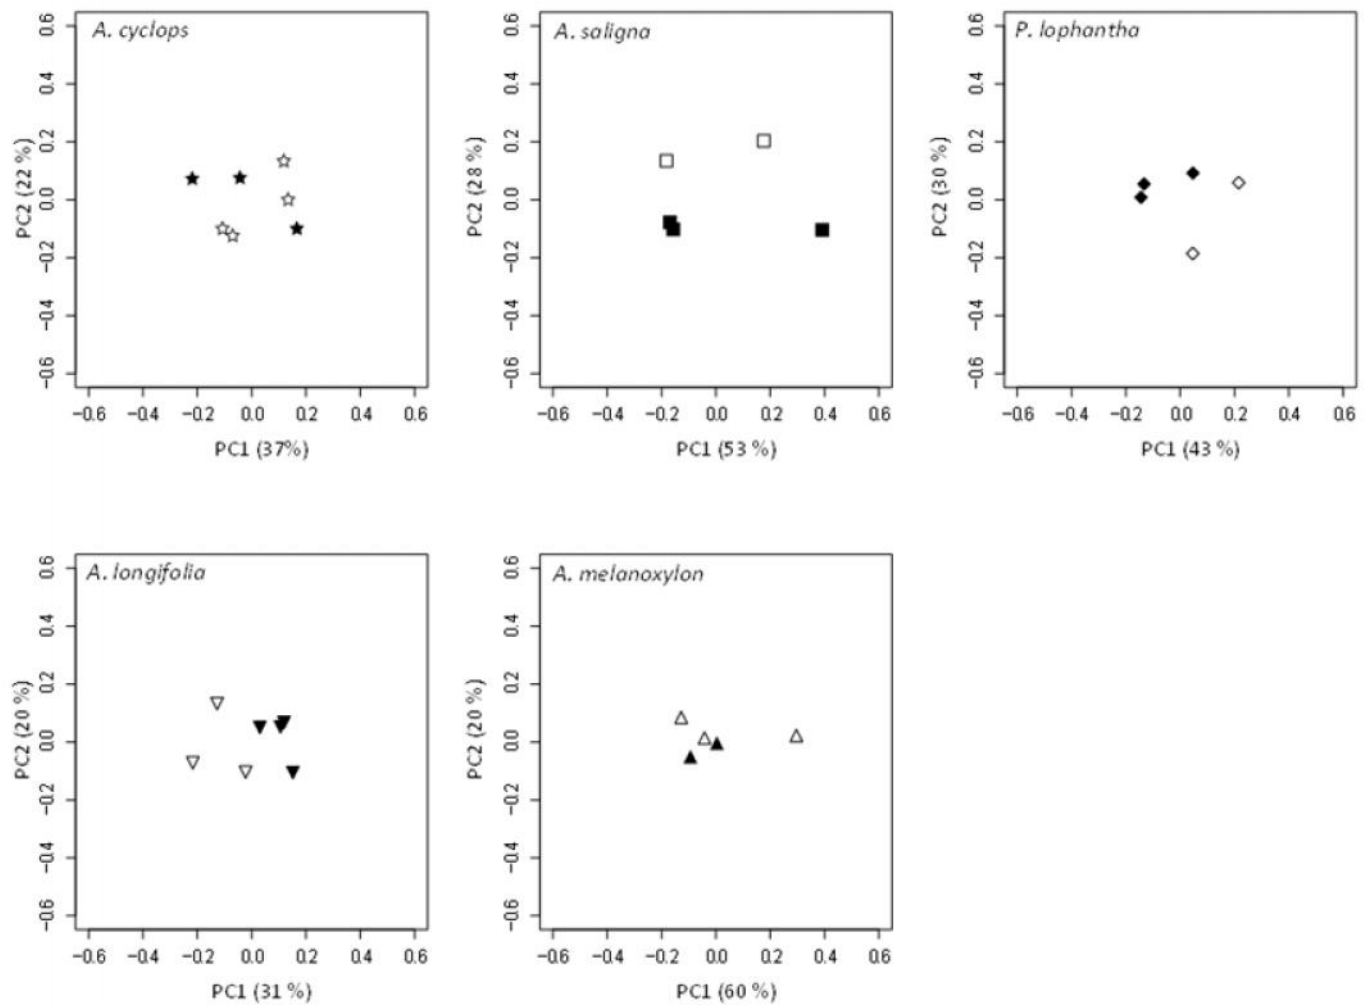 A. cyclops
0.6
0.4
0.2
0.0
−0.2
−0.4
−0.6
PC2 (22 %)
−0.6 −0.4 −0.2 0.0 0.2 0.4 0.6
PC1 (37%)
A. saligna
0.6
0.4
0.2
0.0
−0.2
−0.4
−0.6
PC2 (28 %)
−0.6 −0.4 −0.2 0.0 0.2 0.4 0.6
PC1 (53 %)
P. lophantha
0.6
0.4
0.2
0.0
−0.2
−0.4
−0.6
PC2 (30 %)
−0.6 −0.4 −0.2 0.0 0.2 0.4 0.6
PC1 (43 %)
A. longifolia
0.6
0.4
0.2
0.0
−0.2
−0.4
−0.6
PC2 (20 %)
−0.6 −0.4 −0.2 0.0 0.2 0.4 0.6
PC1 (31 %)
A. melanoxylon
0.6
0.4
0.2
0.0
−0.2
−0.4
−0.6
PC2 (20 %)
−0.6 −0.4 −0.2 0.0 0.2 0.4 0.6
PC1 (60 %)